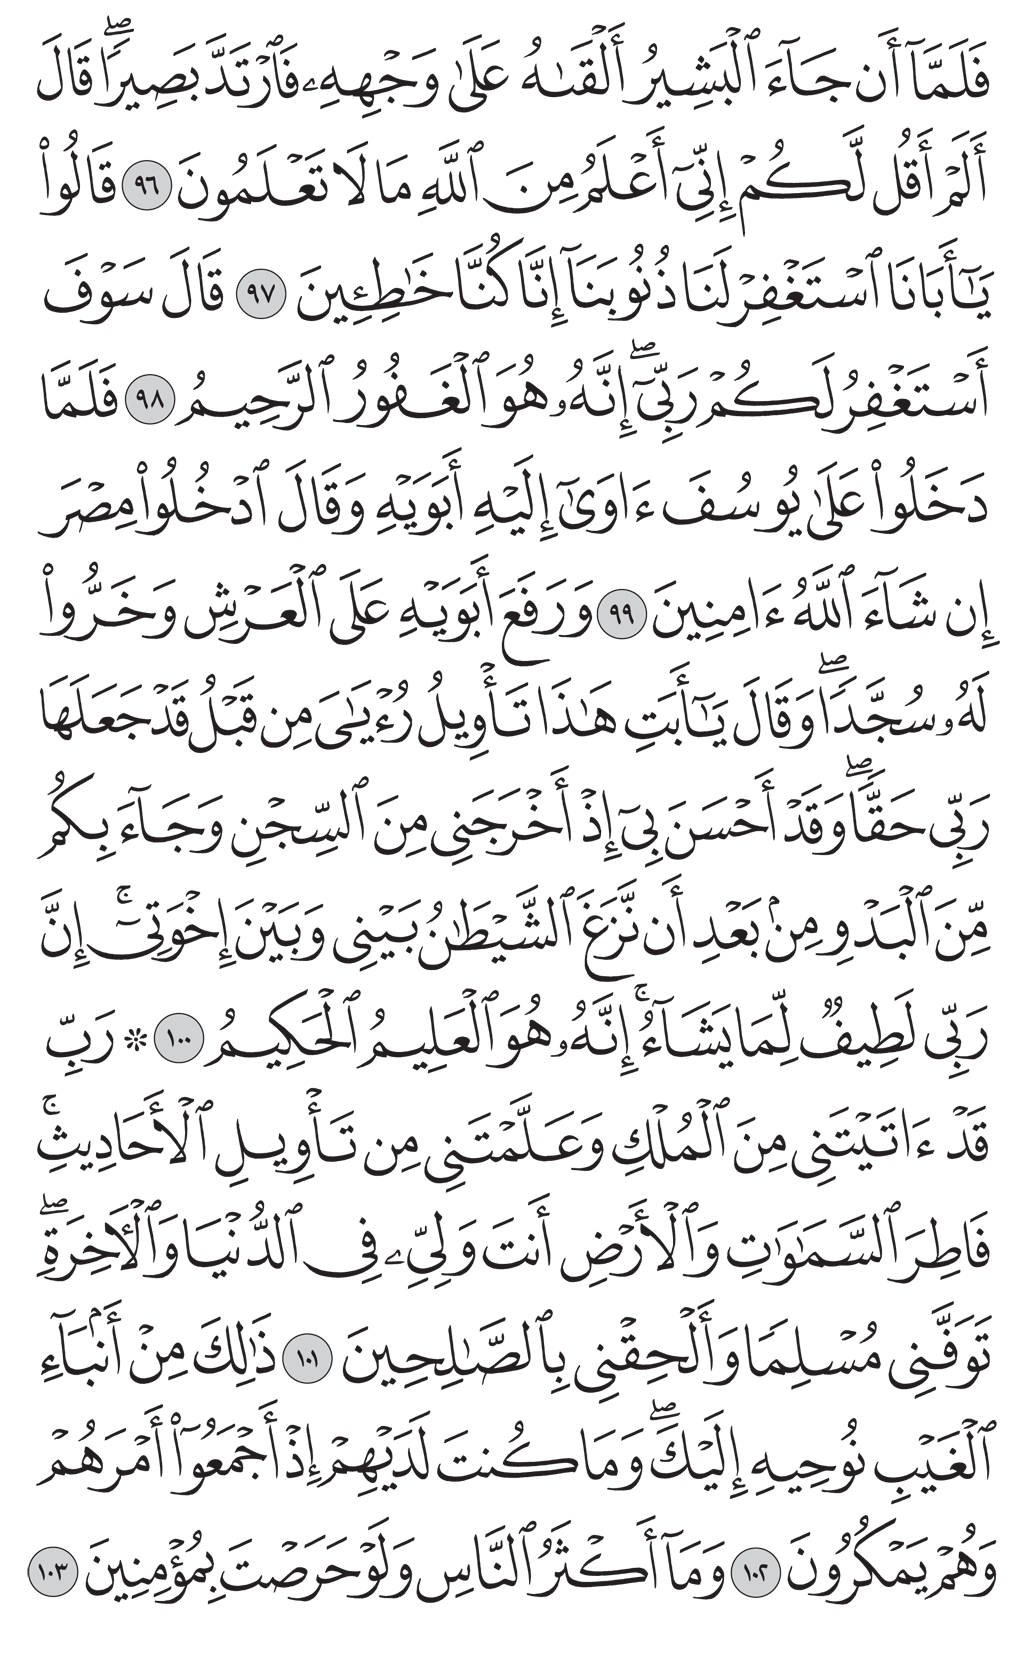 فَلَمَّآ أَن جَآءَ ٱلْبَشِيرُ أَلْقَىٰهُ عَلَىٰ وَجْهِهِۦ فَٱرْتَدَّ بَصِيرًاۖ قَالَ
أَلَمْ أَقُل لَّكُمْ إِنِّىٓ أَعْلَمُ مِنَ ٱللَّهِ مَا لَا تَعْلَمُونَ ٩٦ قَالُوا۟
يَـٰٓأَبَانَا ٱسْتَغْفِرْ لَنَا ذُنُوبَنَآ إِنَّا كُنَّا خَـٰطِـِٔينَ ٩٧ قَالَ سَوْفَ
أَسْتَغْفِرُ لَكُمْ رَبِّىٓۖ إِنَّهُۥ هُوَ ٱلْغَفُورُ ٱلرَّحِيمُ ٩٨ فَلَمَّا
دَخَلُوا۟ عَلَىٰ يُوسُفَ ءَاوَىٰٓ إِلَيْهِ أَبَوَيْهِ وَقَالَ ٱدْخُلُوا۟ مِصْرَ
إِن شَآءَ ٱللَّهُ ءَامِنِينَ ٩٩ وَرَفَعَ أَبَوَيْهِ عَلَى ٱلْعَرْشِ وَخَرُّوا۟
لَهُۥ سُجَّدًاۖ وَقَالَ يَـٰٓأَبَتِ هَـٰذَا تَأْوِيلُ رُءْيَـٰىَ مِن قَبْلُ قَدْ جَعَلَهَا
رَبِّى حَقًّاۖ وَقَدْ أَحْسَنَ بِىٓ إِذْ أَخْرَجَنِى مِنَ ٱلسِّجْنِ وَجَآءَ بِكُم
مِّنَ ٱلْبَدْوِ مِنۢ بَعْدِ أَن نَّزَغَ ٱلشَّيْطَـٰنُ بَيْنِى وَبَيْنَ إِخْوَتِىٓۚ إِنَّ
رَبِّى لَطِيفٌ لِّمَا يَشَآءُۚ إِنَّهُۥ هُوَ ٱلْعَلِيمُ ٱلْحَكِيمُ ١٠٠ ۞ رَبِّ
قَدْ ءَاتَيْتَنِى مِنَ ٱلْمُلْكِ وَعَلَّمْتَنِى مِن تَأْوِيلِ ٱلْأَحَادِيثِۚ
فَاطِرَ ٱلسَّمَـٰوَٰتِ وَٱلْأَرْضِ أَنتَ وَلِىِّۦ فِى ٱلدُّنْيَا وَٱلْـَٔاخِرَةِۖ
تَوَفَّنِى مُسْلِمًا وَأَلْحِقْنِى بِٱلصَّـٰلِحِينَ ١٠١ ذَٰلِكَ مِنْ أَنۢبَآءِ
ٱلْغَيْبِ نُوحِيهِ إِلَيْكَۖ وَمَا كُنتَ لَدَيْهِمْ إِذْ أَجْمَعُوٓا۟ أَمْرَهُمْ
وَهُمْ يَمْكُرُونَ ١٠٢ وَمَآ أَكْثَرُ ٱلنَّاسِ وَلَوْ حَرَصْتَ بِمُؤْمِنِينَ ١٠٣